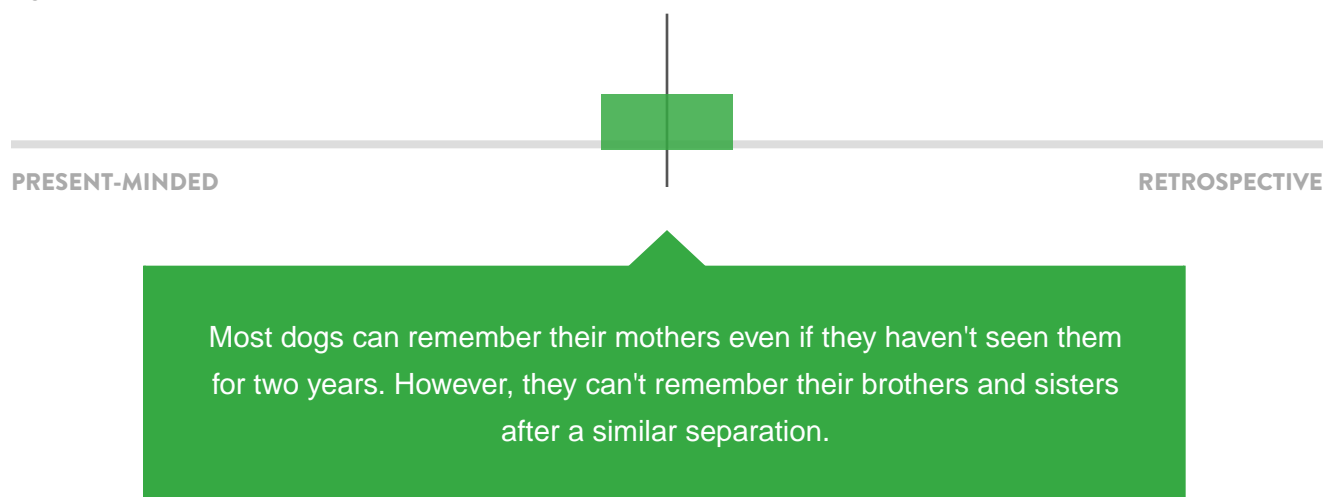 PRESENT-MINDED
RETROSPECTIVE
Most dogs can remember their mothers even if they haven't seen them
for two years. However, they can't remember their brothers and sisters
after a similar separation.